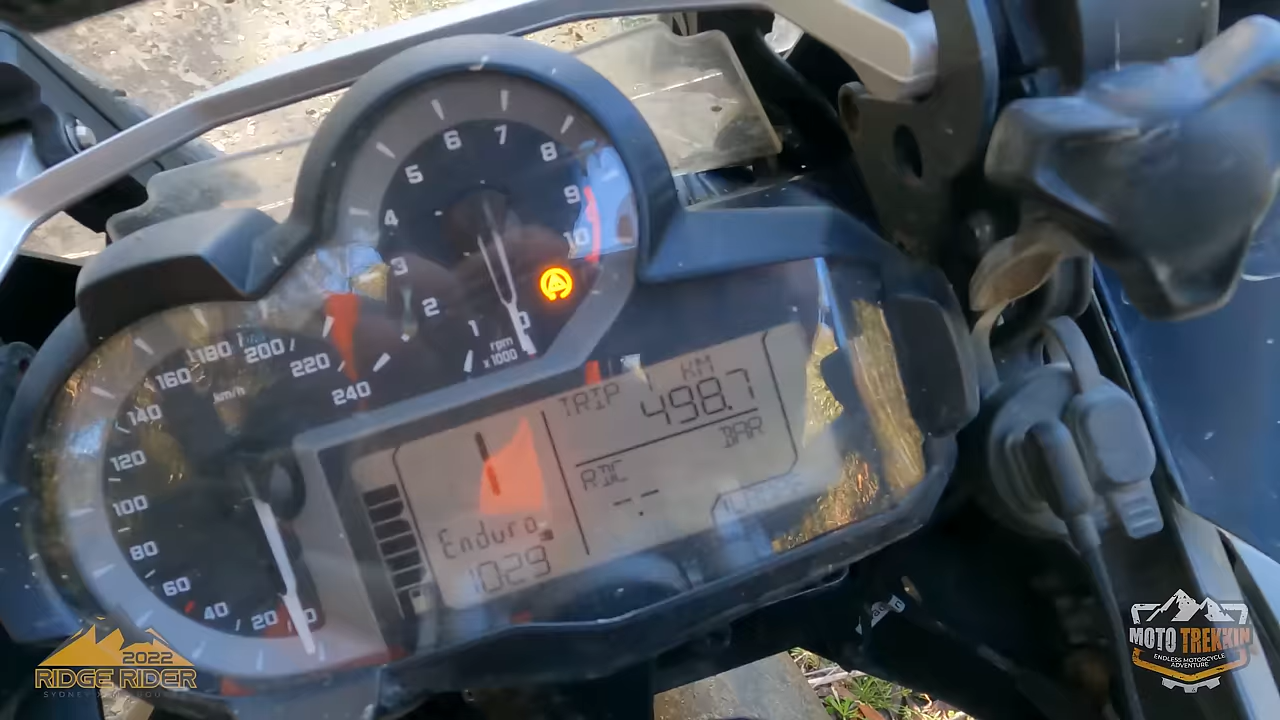 5 6 7 8
4 9
3 10
2
1 0
rpm
x1000
160 180 200 220
km/h
140 240
120
100
80
60
40 20
TRIP 1 KM
498.7
BAR
RDC
--.-
1
Enduro
1029
2022
RIDGE RIDER
MOTO TREKKIN
ENDLESS MOTORCYCLE
ADVENTURE